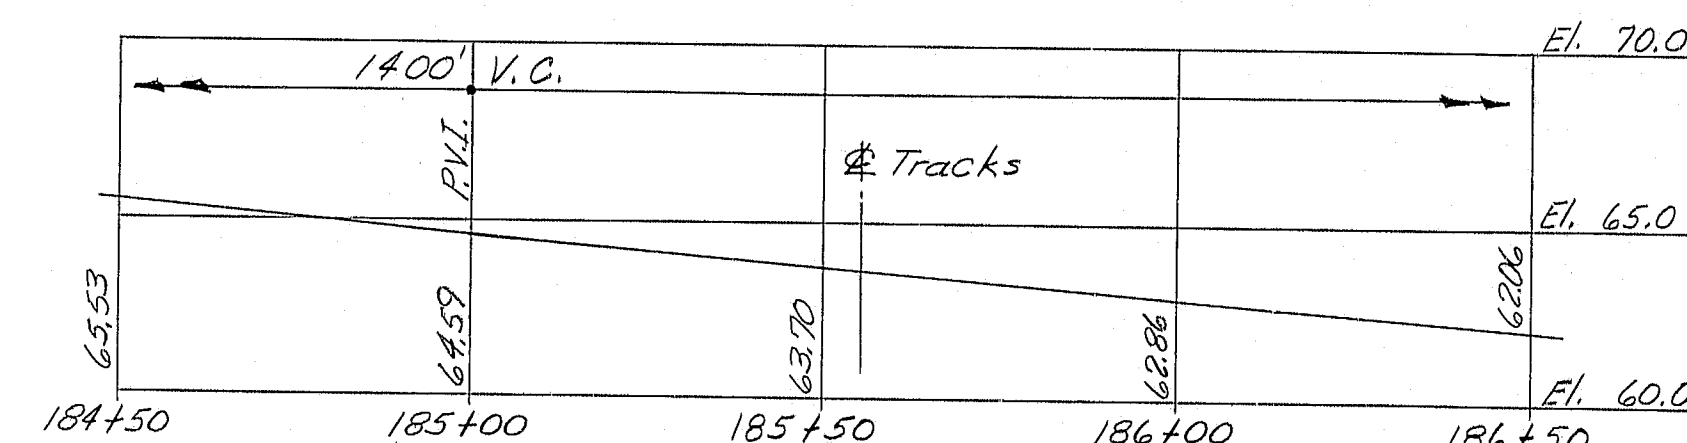 El. 70.0
1400' V.C.
P.V.I.
℄ Tracks
El. 65.0
65.53
64.59
63.70
62.86
62.06
El. 60.0
184+50
185+00
185+50
186+00
186+50